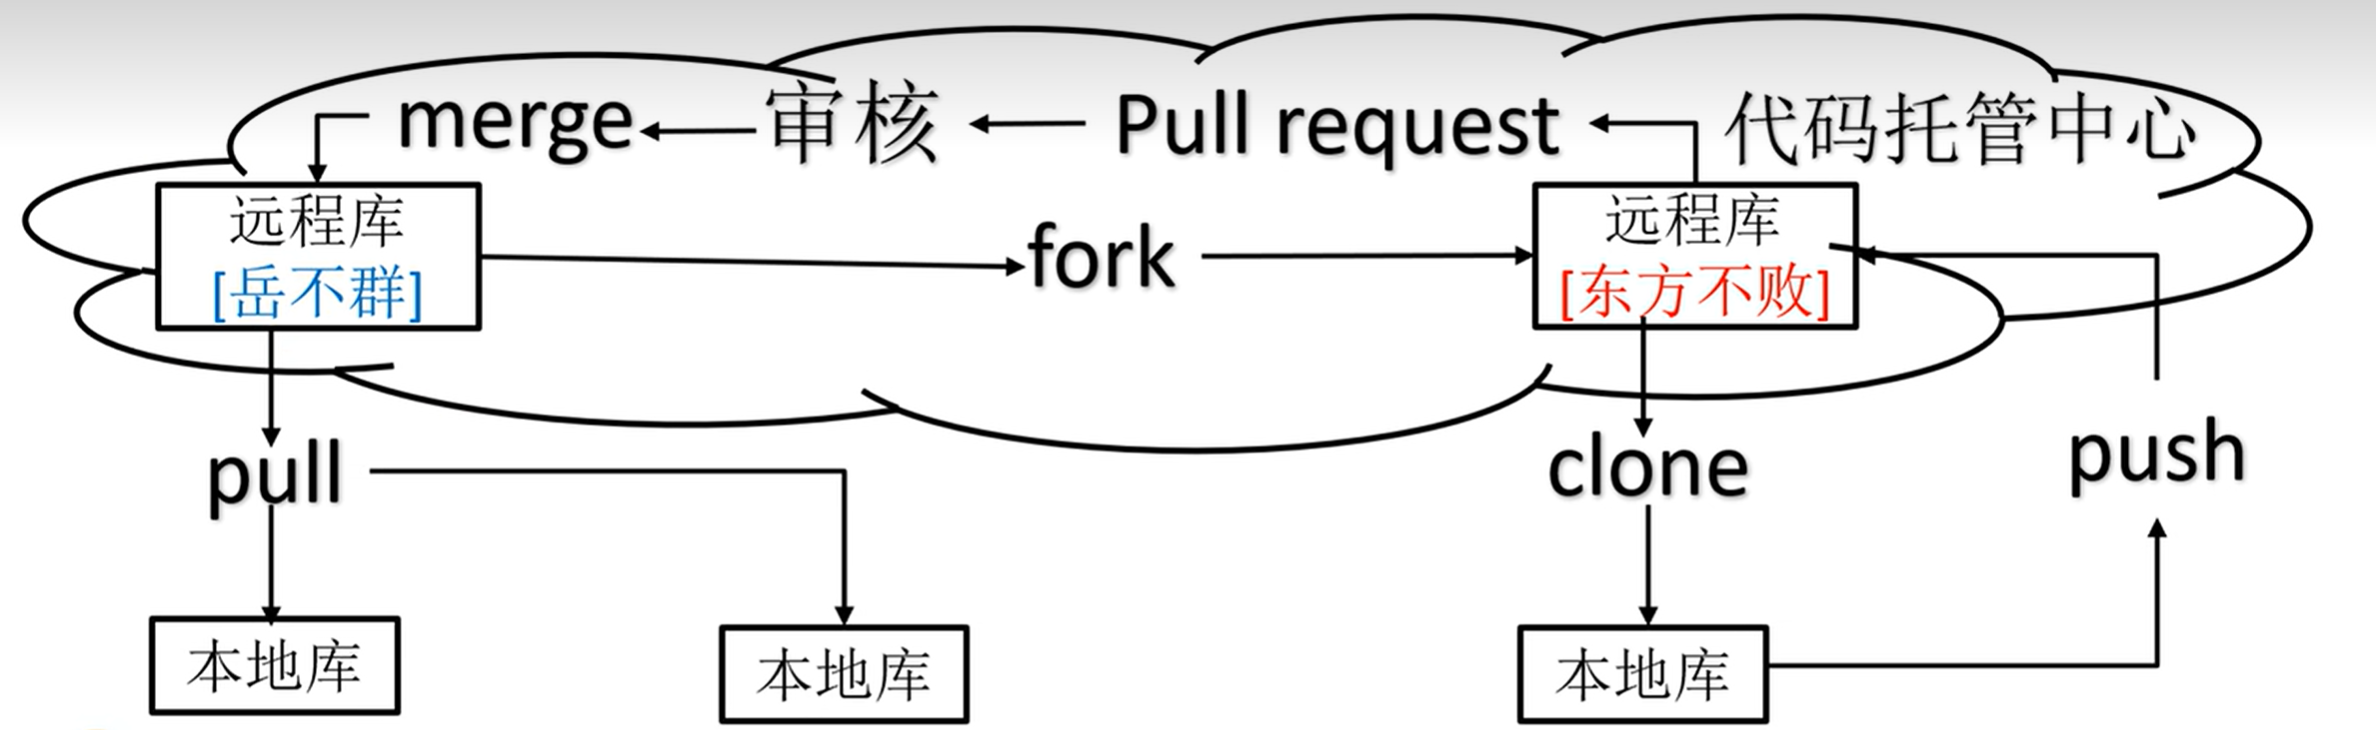 merge
审核
Pull request
代码托管中心
远程库
[岳不群]
fork
远程库
[东方不败]
pull
clone
push
本地库
本地库
本地库